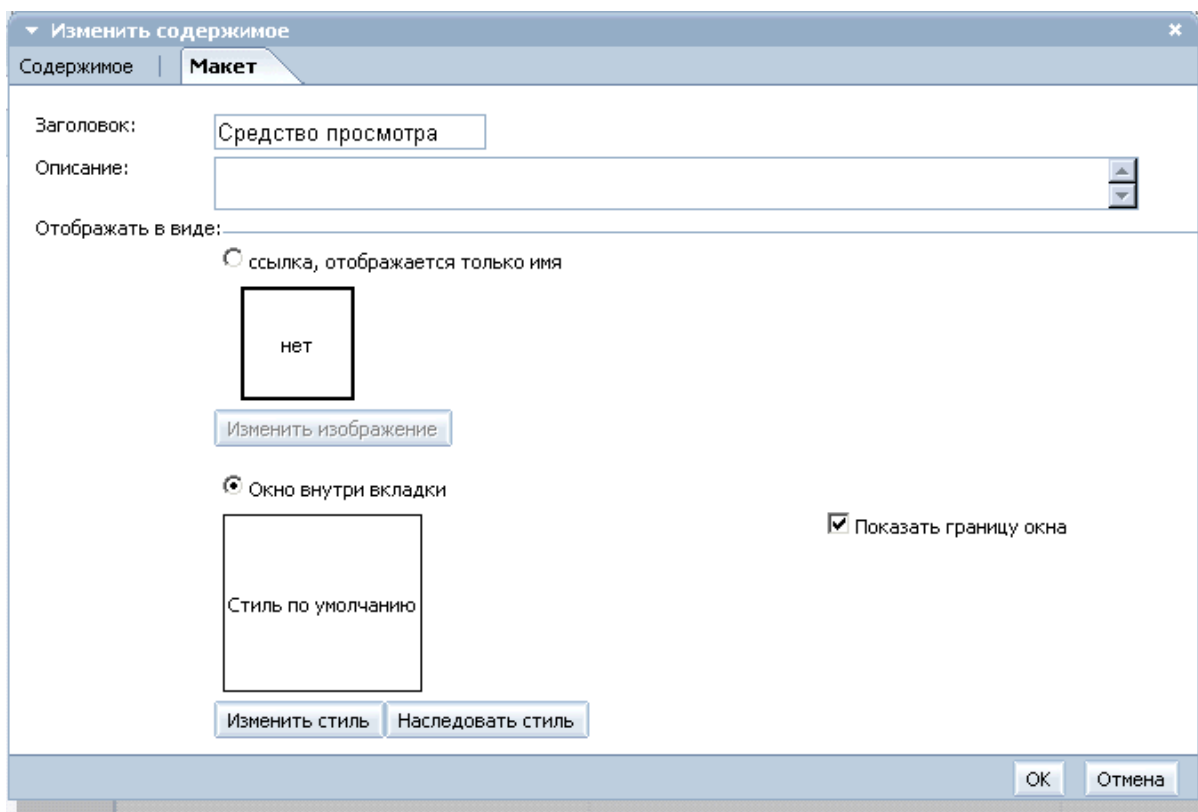 Изменить содержимое
Содержимое | Макет
Заголовок: Средство просмотра
Описание:
Отображать в виде:
ссылка, отображается только имя
нет
Изменить изображение
Окно внутри вкладки
Показать границу окна
Стиль по умолчанию
Изменить стиль Наследовать стиль
OK Отмена